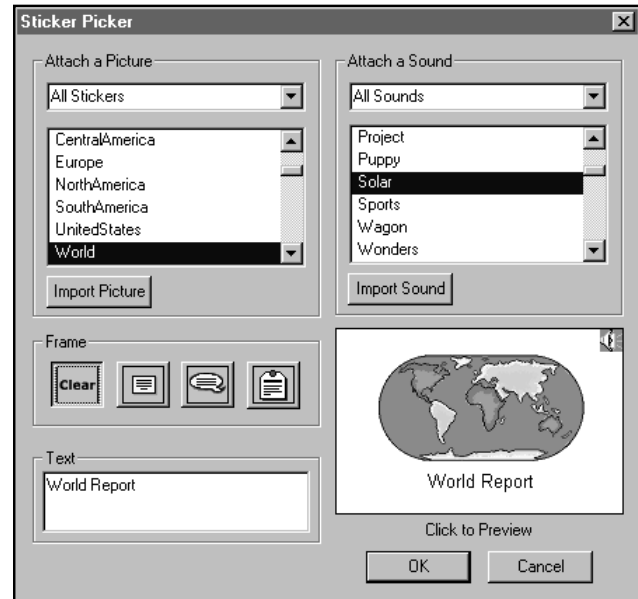 Sticker Picker
Attach a Picture
All Stickers
CentralAmerica
Europe
NorthAmerica
SouthAmerica
UnitedStates
World
Import Picture
Attach a Sound
All Sounds
Project
Puppy
Solar
Sports
Wagon
Wonders
Import Sound
Frame
Clear
Text
World Report
World Report
Click to Preview
OK
Cancel